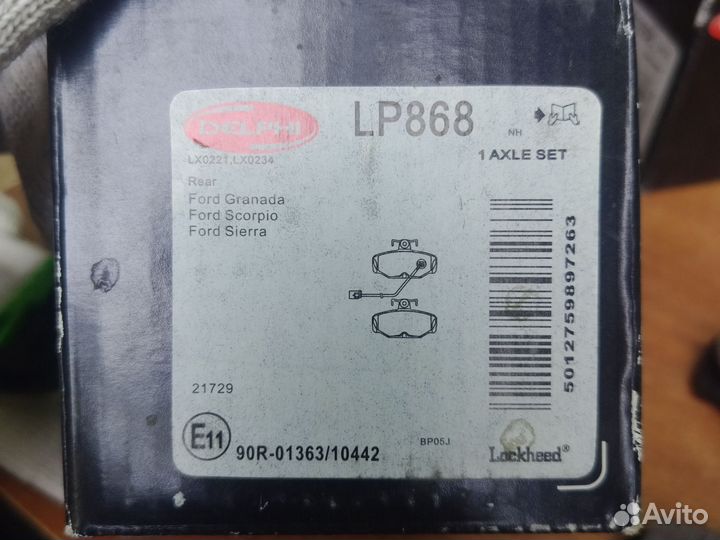 DELPHI
LP868
NH
1 AXLE SET
LX0221,LX0234
Rear
Ford Granada
Ford Scorpio
Ford Sierra
5012759897263
21729
E11
90R-01363/10442
BP05J
Lockheed®
Avito